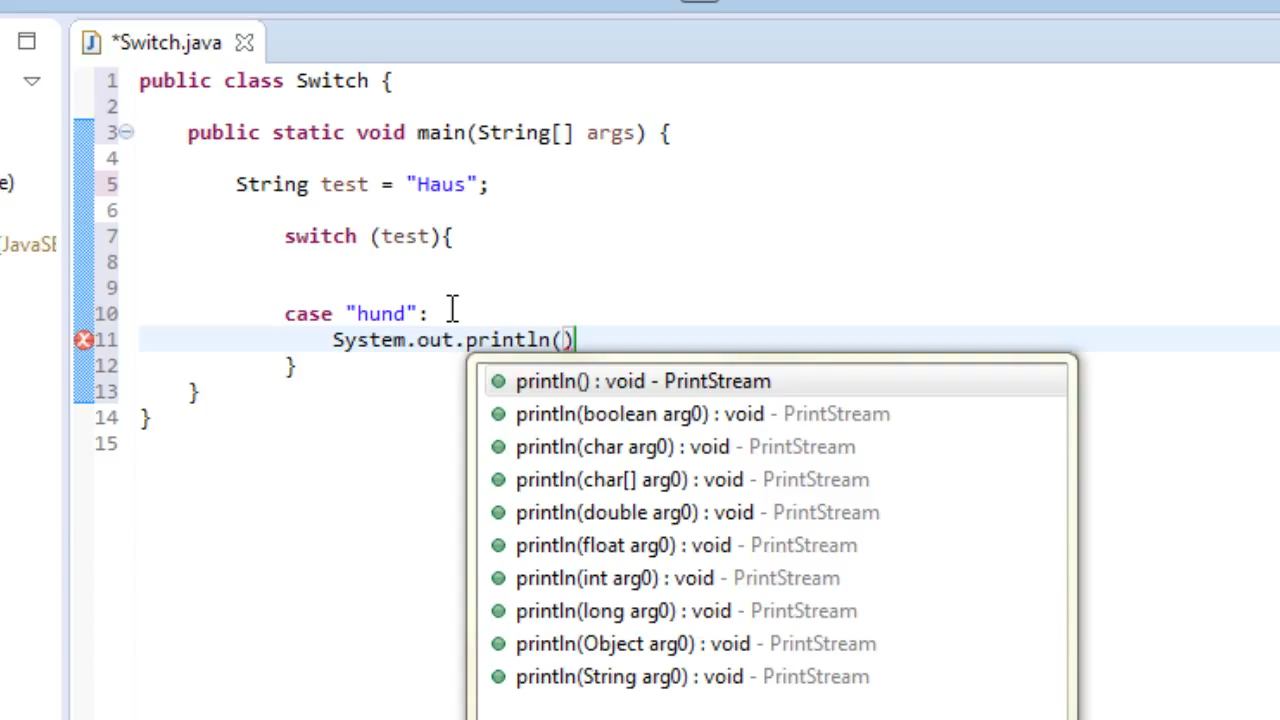 *Switch.java
1 public class Switch {
2
3 public static void main(String[] args) {
4
5 String test = "Haus";
6
7 switch (test){
8
9
10 case "hund":
11 System.out.println()
12 }
13 }
14 }
15
e)
[JavaSE
println() : void - PrintStream
println(boolean arg0) : void - PrintStream
println(char arg0) : void - PrintStream
println(char[] arg0) : void - PrintStream
println(double arg0) : void - PrintStream
println(float arg0) : void - PrintStream
println(int arg0) : void - PrintStream
println(long arg0) : void - PrintStream
println(Object arg0) : void - PrintStream
println(String arg0) : void - PrintStream